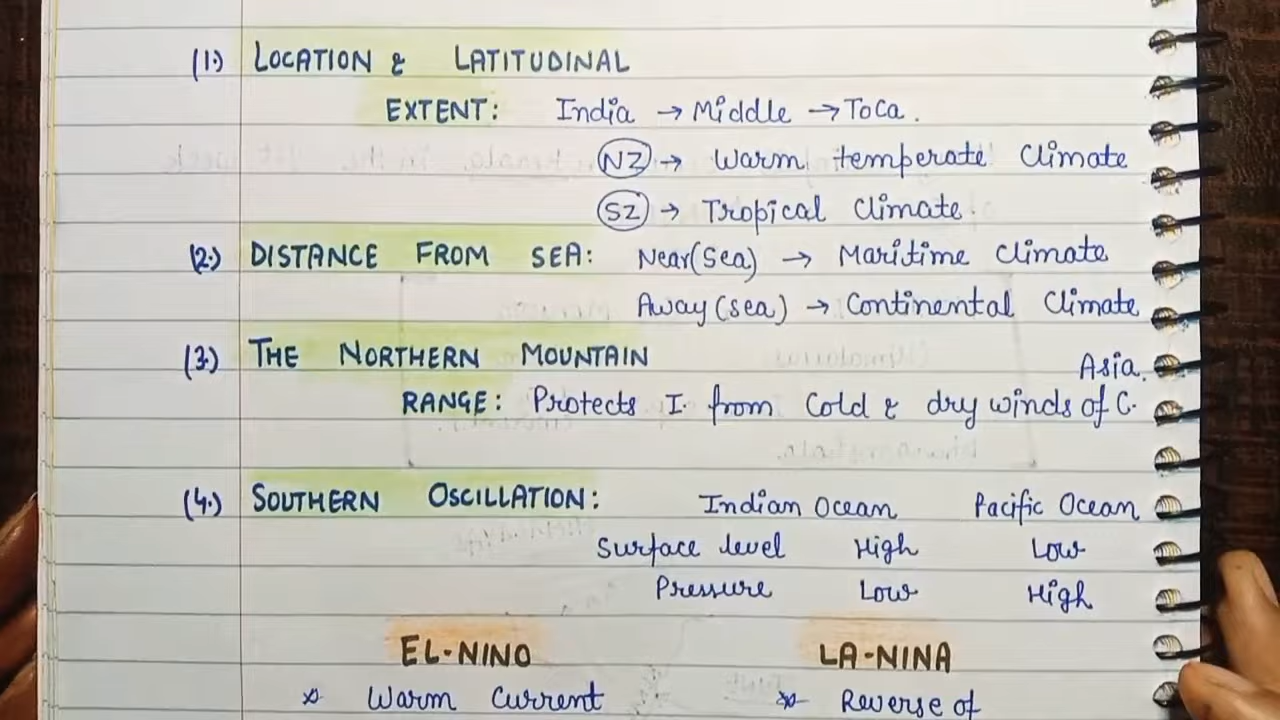 (1.) LOCATION & LATITUDINAL
EXTENT: India → Middle → ToCa.
NZ → Warm temperate Climate
SZ → Tropical Climate.
(2.) DISTANCE FROM SEA: Near(Sea) → Maritime Climate
Away(sea) → Continental Climate
(3.) THE NORTHERN MOUNTAIN
Asia.
RANGE: Protects I. from Cold & dry winds of C.
(4.) SOUTHERN OSCILLATION: Indian Ocean Pacific Ocean
Surface level High Low
Pressure Low High
EL-NINO LA-NINA
* Warm Current * Reverse of